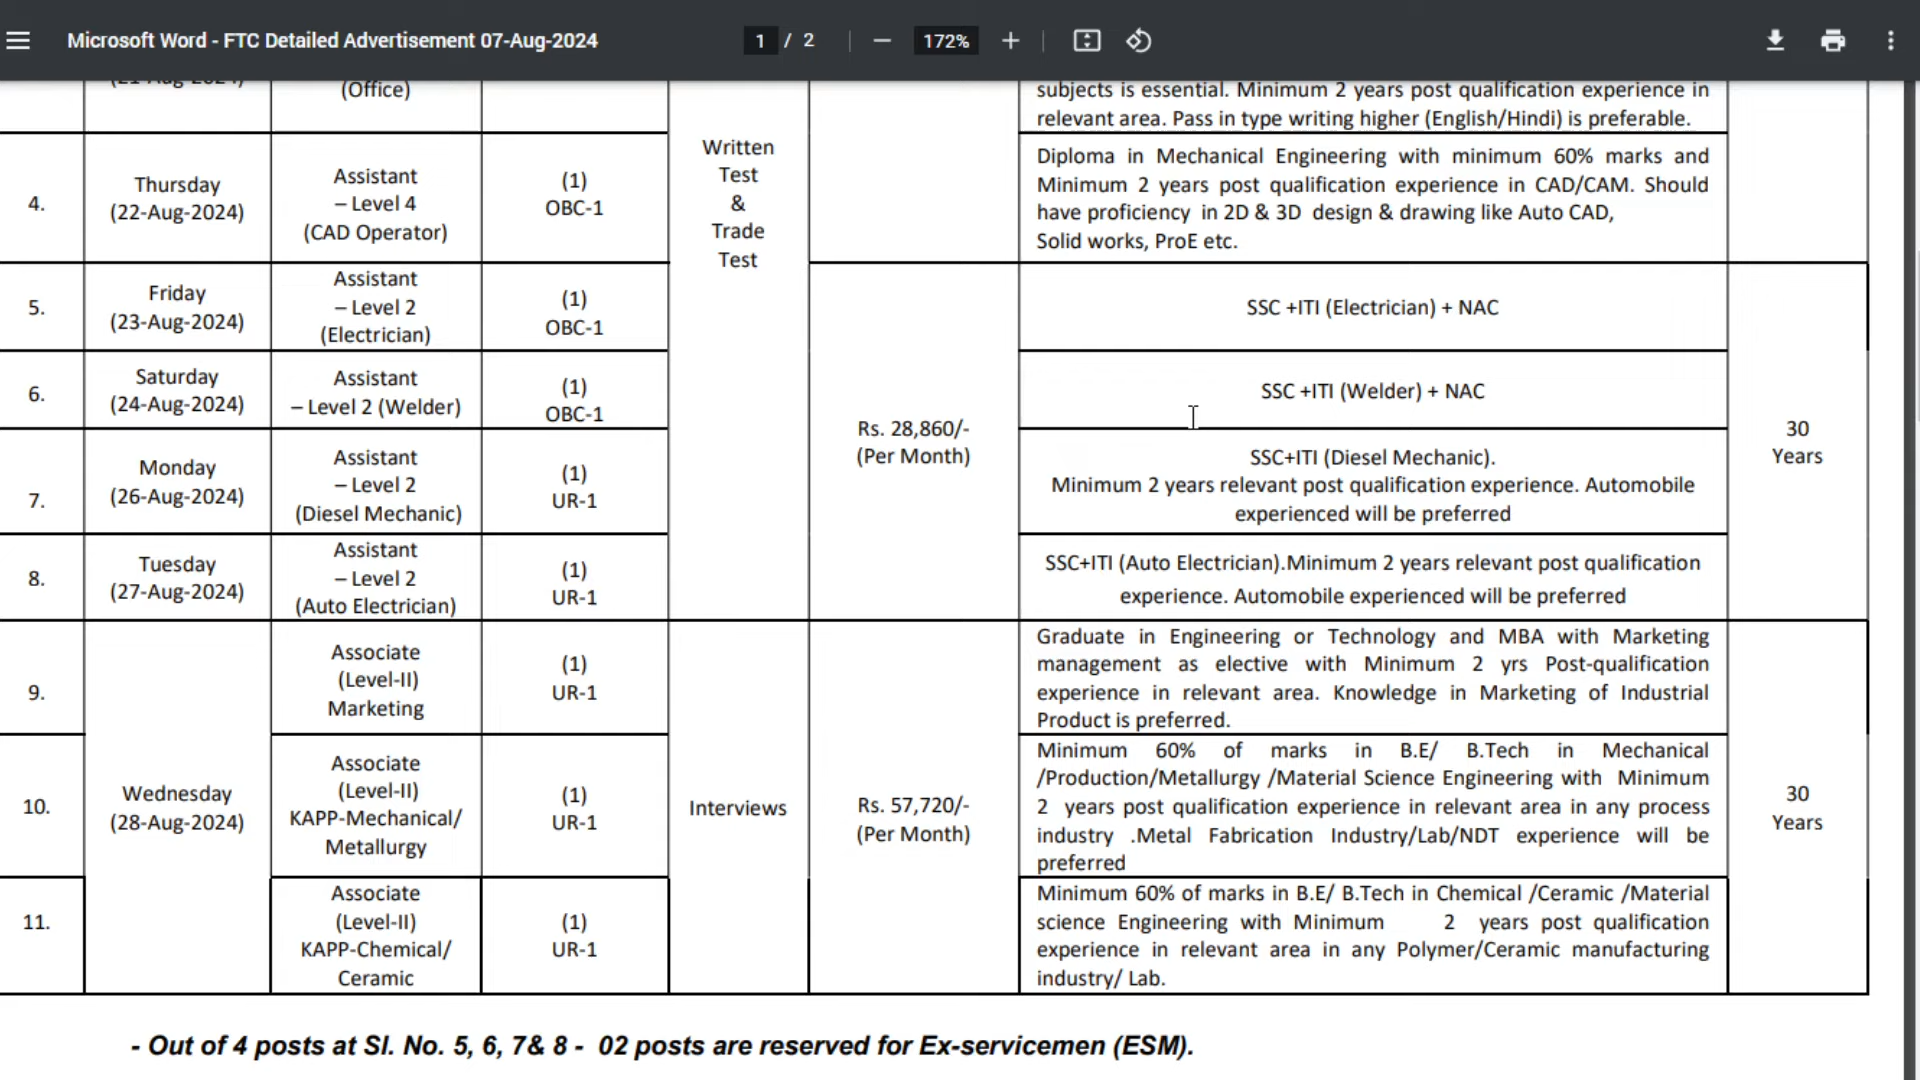 Microsoft Word - FTC Detailed Advertisement 07-Aug-2024
1 / 2
172%
(21-Aug-2024)
(Office)
subjects is essential. Minimum 2 years post qualification experience in
relevant area. Pass in type writing higher (English/Hindi) is preferable.
Written
Test
&
Trade
Test
4.
Thursday
(22-Aug-2024)
Assistant
– Level 4
(CAD Operator)
(1)
OBC-1
Diploma in Mechanical Engineering with minimum 60% marks and
Minimum 2 years post qualification experience in CAD/CAM. Should
have proficiency in 2D & 3D design & drawing like Auto CAD,
Solid works, ProE etc.
5.
Friday
(23-Aug-2024)
Assistant
– Level 2
(Electrician)
(1)
OBC-1
SSC +ITI (Electrician) + NAC
6.
Saturday
(24-Aug-2024)
Assistant
– Level 2 (Welder)
(1)
OBC-1
Rs. 28,860/-
(Per Month)
SSC +ITI (Welder) + NAC
30
Years
7.
Monday
(26-Aug-2024)
Assistant
– Level 2
(Diesel Mechanic)
(1)
UR-1
SSC+ITI (Diesel Mechanic).
Minimum 2 years relevant post qualification experience. Automobile
experienced will be preferred
8.
Tuesday
(27-Aug-2024)
Assistant
– Level 2
(Auto Electrician)
(1)
UR-1
SSC+ITI (Auto Electrician).Minimum 2 years relevant post qualification
experience. Automobile experienced will be preferred
9.
Associate
(Level-II)
Marketing
(1)
UR-1
Graduate in Engineering or Technology and MBA with Marketing
management as elective with Minimum 2 yrs Post-qualification
experience in relevant area. Knowledge in Marketing of Industrial
Product is preferred.
10.
Wednesday
(28-Aug-2024)
Associate
(Level-II)
KAPP-Mechanical/
Metallurgy
(1)
UR-1
Interviews
Rs. 57,720/-
(Per Month)
Minimum 60% of marks in B.E/ B.Tech in Mechanical
/Production/Metallurgy /Material Science Engineering with Minimum
2 years post qualification experience in relevant area in any process
industry .Metal Fabrication Industry/Lab/NDT experience will be
preferred
30
Years
11.
Associate
(Level-II)
KAPP-Chemical/
Ceramic
(1)
UR-1
Minimum 60% of marks in B.E/ B.Tech in Chemical /Ceramic /Material
science Engineering with Minimum 2 years post qualification
experience in relevant area in any Polymer/Ceramic manufacturing
industry/ Lab.
- Out of 4 posts at Sl. No. 5, 6, 7& 8 - 02 posts are reserved for Ex-servicemen (ESM).